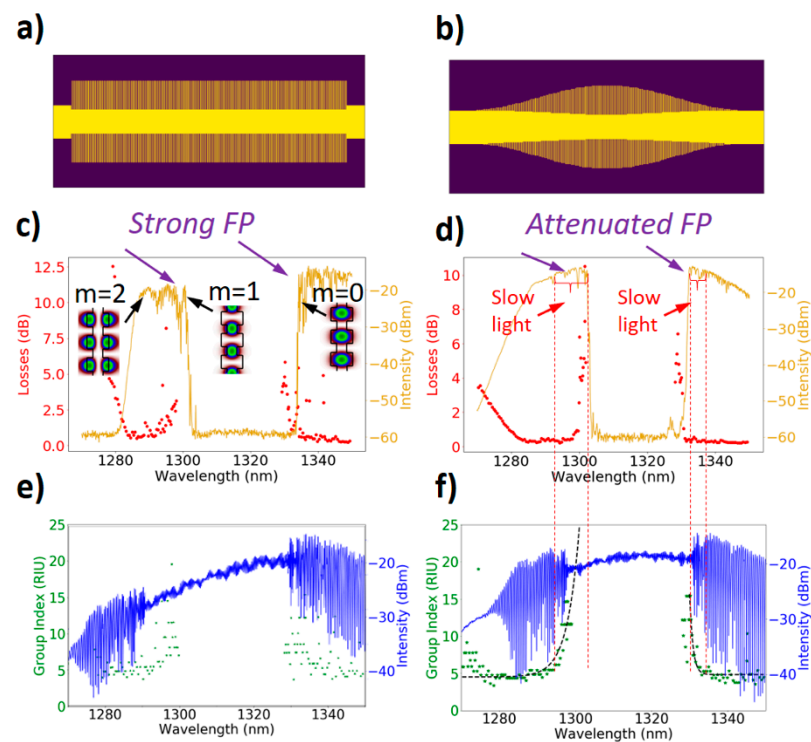 a)
b)
Strong FP
Attenuated FP
c)
d)
12.5
10.0
7.5
5.0
2.5
0.0
Losses (dB)
m=2
m=1
m=0
−20
−30
−40
−50
−60
Intensity (dBm)
1280
1300
1320
1340
Wavelength (nm)
10
8
6
4
2
0
Losses (dB)
Slow
light
Slow
light
−20
−30
−40
−50
−60
Intensity (dBm)
1280
1300
1320
1340
Wavelength (nm)
e)
f)
25
20
15
10
5
0
Group Index (RIU)
−20
−30
−40
Intensity (dBm)
1280
1300
1320
1340
Wavelength (nm)
25
20
15
10
5
0
Group Index (RIU)
−20
−30
−40
Intensity (dBm)
1280
1300
1320
1340
Wavelength (nm)